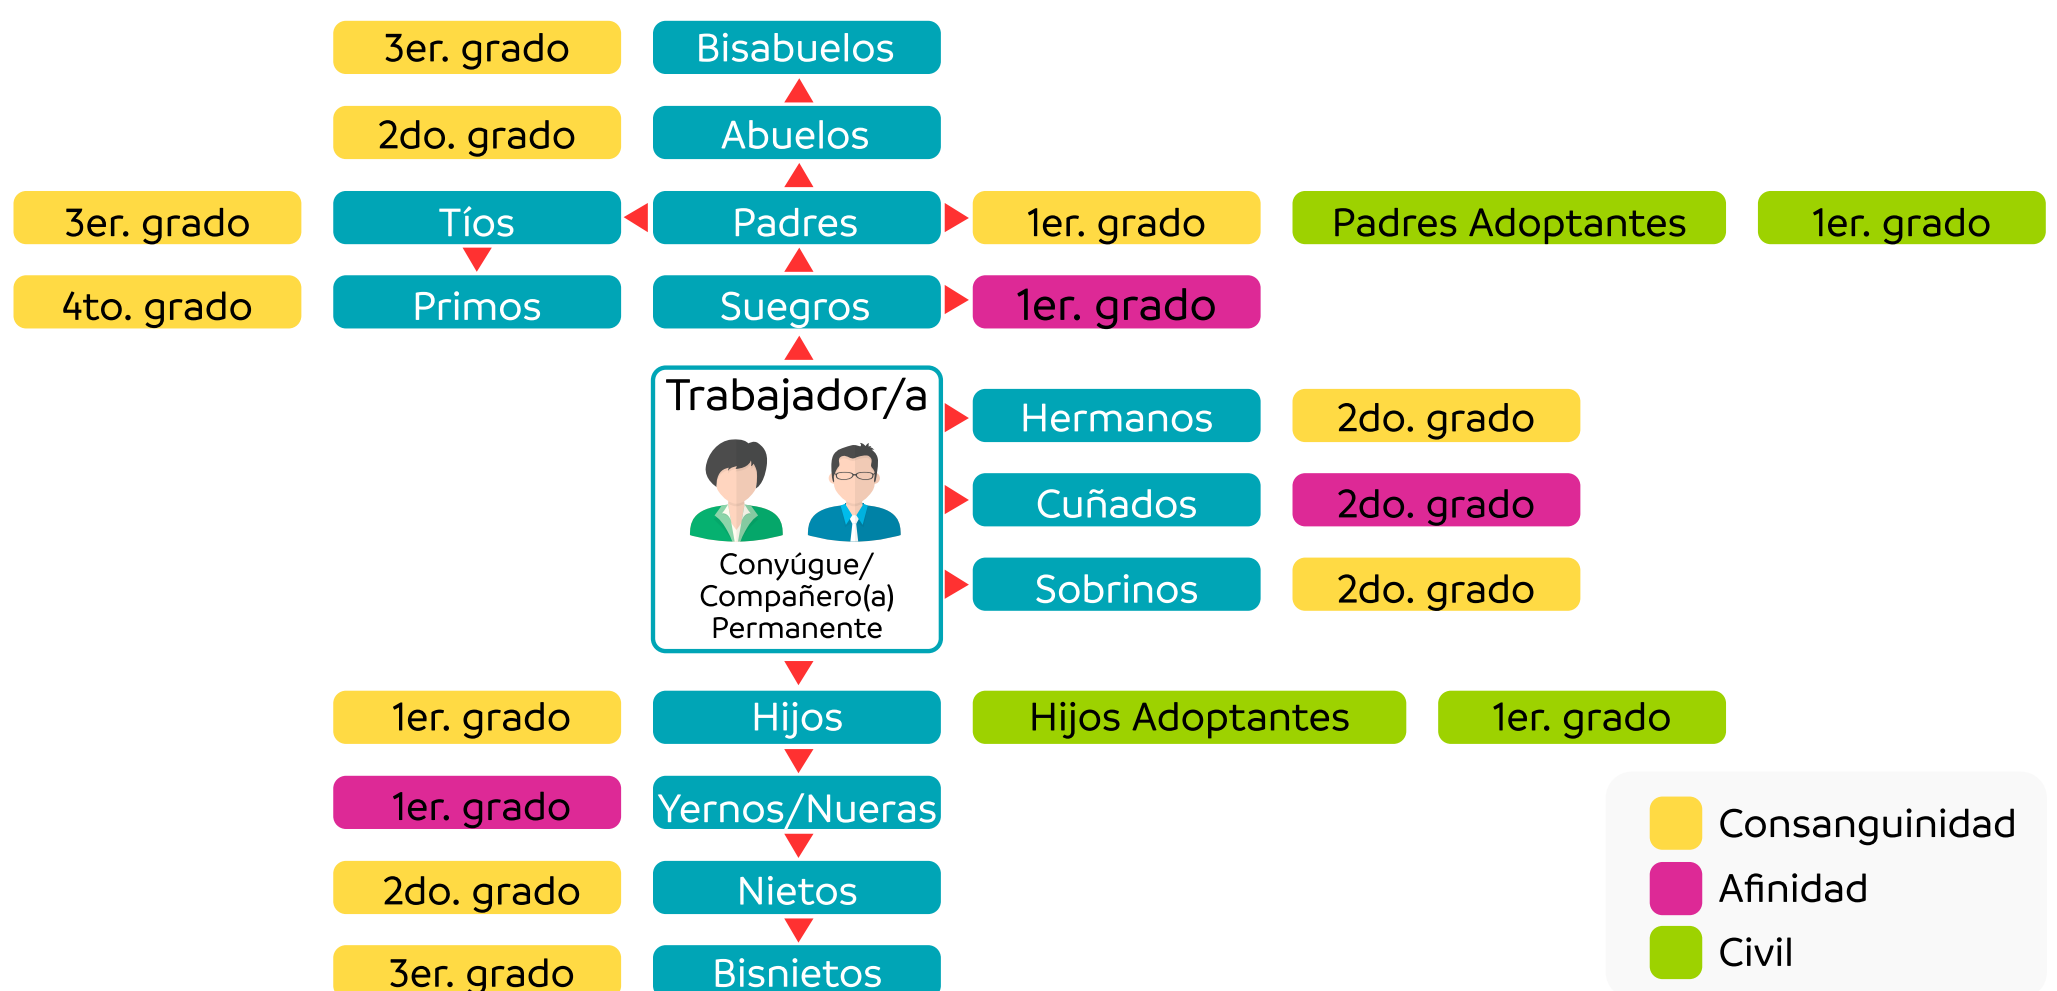 3er. grado
Bisabuelos
2do. grado
Abuelos
3er. grado
Tíos
Padres
1er. grado
Padres Adoptantes
1er. grado
4to. grado
Primos
Suegros
1er. grado
Trabajador/a
Conyúgue/
Compañero(a)
Permanente
Hermanos
2do. grado
Cuñados
2do. grado
Sobrinos
2do. grado
1er. grado
Hijos
Hijos Adoptantes
1er. grado
1er. grado
Yernos/Nueras
2do. grado
Nietos
3er. grado
Bisnietos
Consanguinidad
Afinidad
Civil